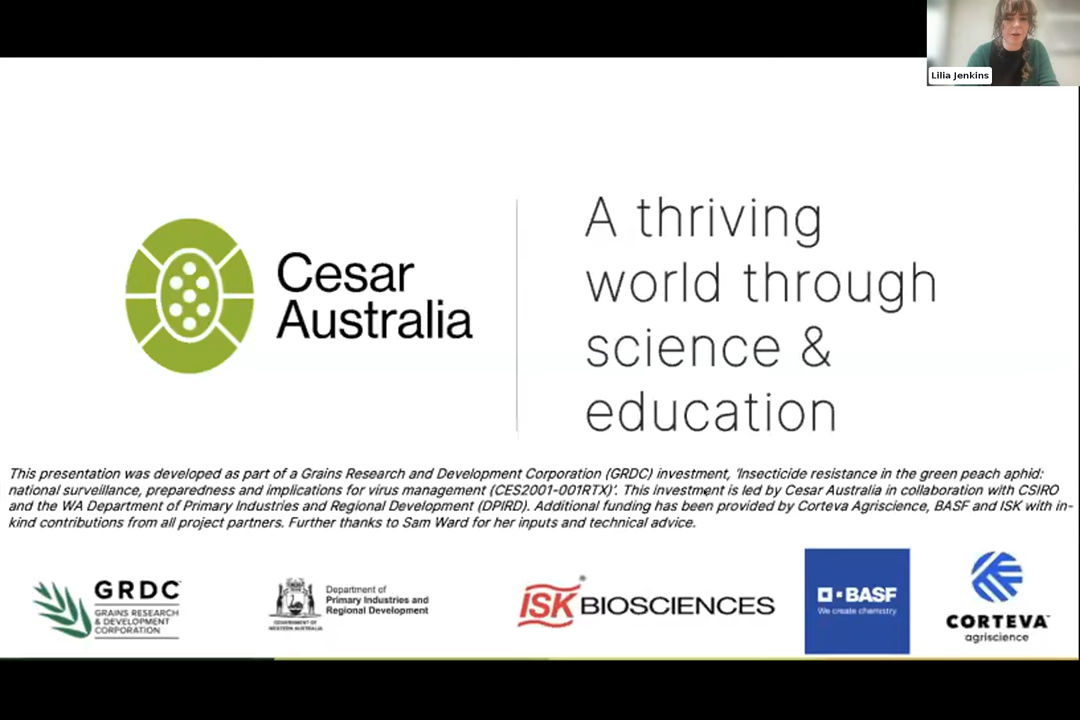 Lilia Jenkins
Cesar
Australia
A thriving
world through
science &
education
This presentation was developed as part of a Grains Research and Development Corporation (GRDC) investment, 'Insecticide resistance in the green peach aphid:
national surveillance, preparedness and implications for virus management (CES2001-001RTX)'. This investment is led by Cesar Australia in collaboration with CSIRO
and the WA Department of Primary Industries and Regional Development (DPIRD). Additional funding has been provided by Corteva Agriscience, BASF and ISK with in-
kind contributions from all project partners. Further thanks to Sam Ward for her inputs and technical advice.
GRDC
GRAINS RESEARCH
& DEVELOPMENT
CORPORATION
Department of
Primary Industries and
Regional Development
GOVERNMENT OF
WESTERN AUSTRALIA
ISK BIOSCIENCES
BASF
We create chemistry
CORTEVA
agriscience